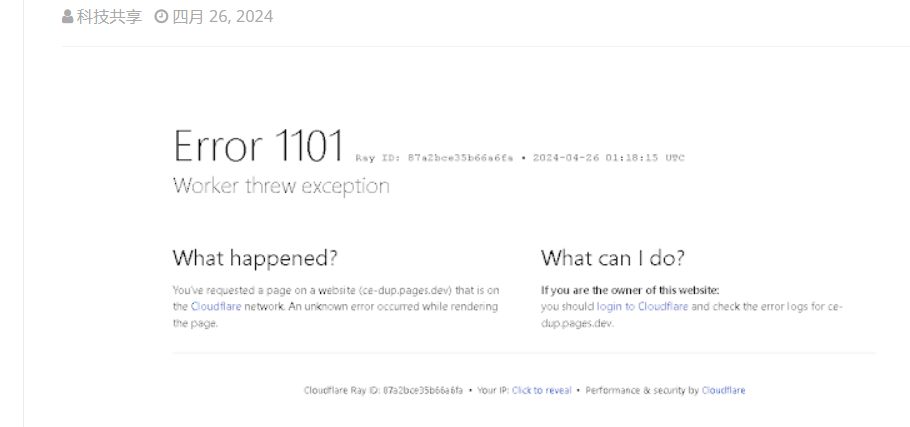 科技共享 四月 26, 2024
Error 1101 Ray ID: 87a2bce35b66a6fa • 2024-04-26 01:18:15 UTC
Worker threw exception
What happened?
You've requested a page on a website (ce-dup.pages.dev) that is on
the Cloudflare network. An unknown error occurred while rendering
the page.
What can I do?
If you are the owner of this website:
you should login to Cloudflare and check the error logs for ce-
dup.pages.dev.
Cloudflare Ray ID: 87a2bce35b66a6fa • Your IP: Click to reveal • Performance & security by Cloudflare